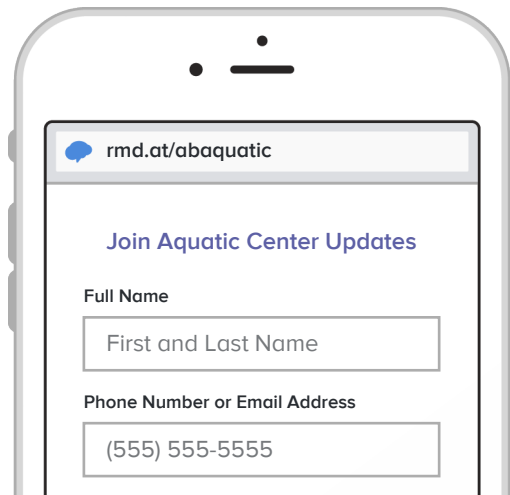 rmd.at/abaquatic
Join Aquatic Center Updates
Full Name
First and Last Name
Phone Number or Email Address
(555) 555-5555